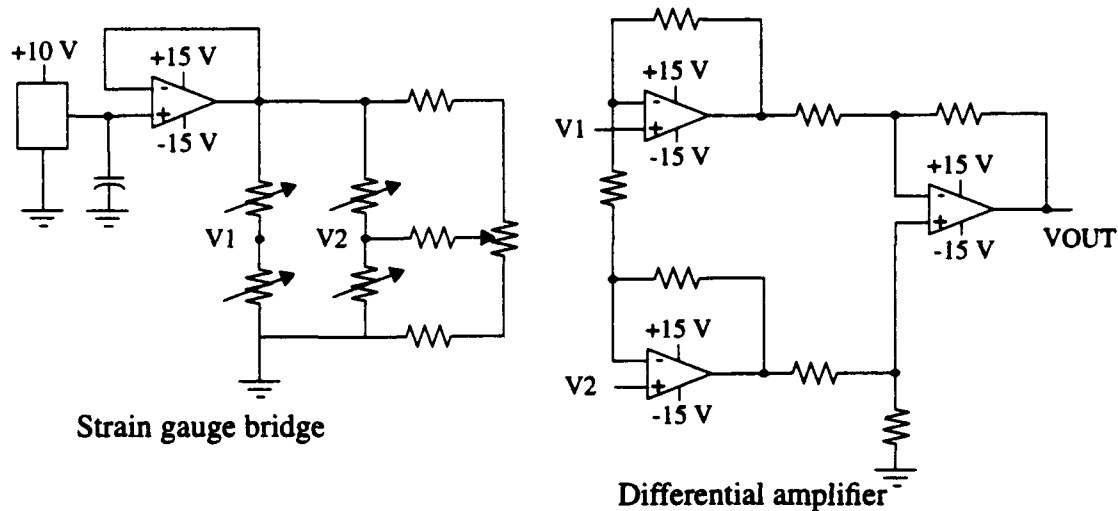 +10 V
+15 V
-
+
-15 V
V1
V2
Strain gauge bridge
+15 V
-
V1
+
-15 V
+15 V
-
+
-15 V
VOUT
+15 V
-
V2
+
-15 V
Differential amplifier